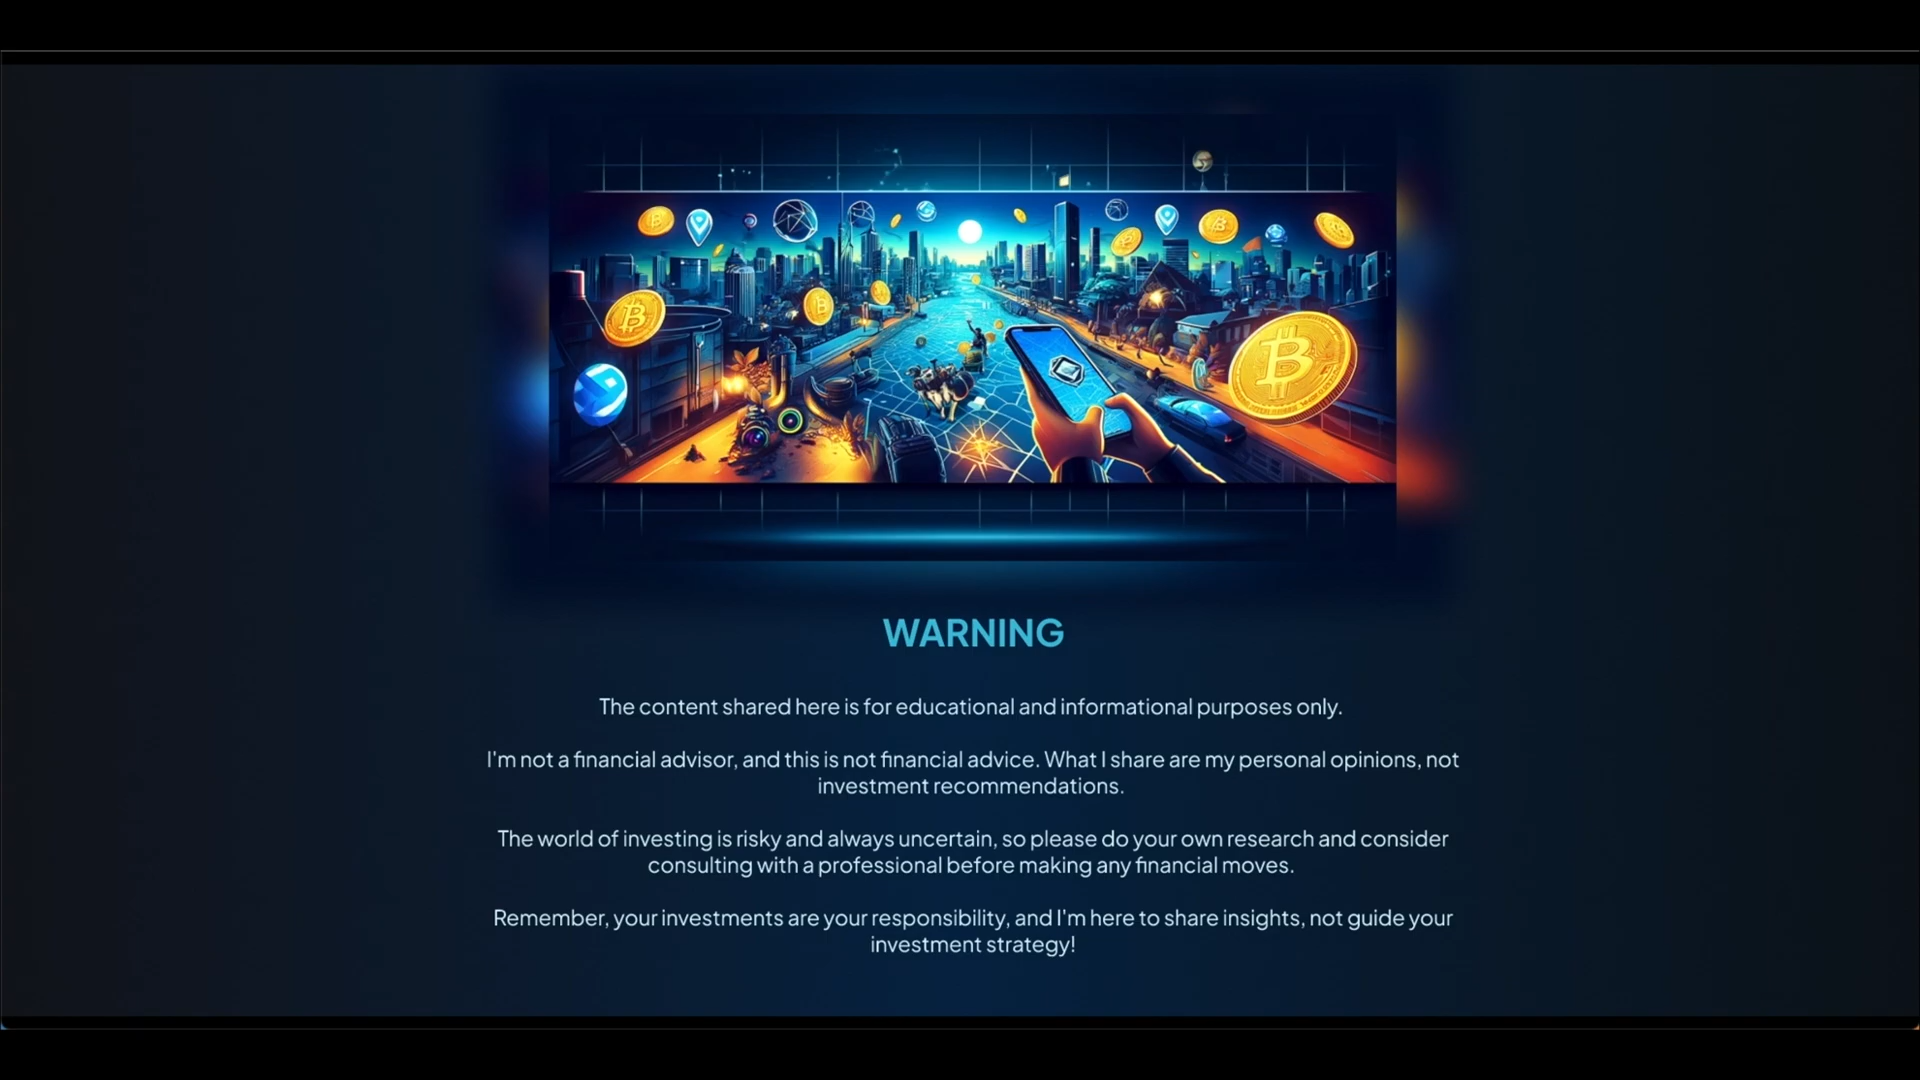 WARNING
The content shared here is for educational and informational purposes only.
I'm not a financial advisor, and this is not financial advice. What I share are my personal opinions, not
investment recommendations.
The world of investing is risky and always uncertain, so please do your own research and consider
consulting with a professional before making any financial moves.
Remember, your investments are your responsibility, and I'm here to share insights, not guide your
investment strategy!